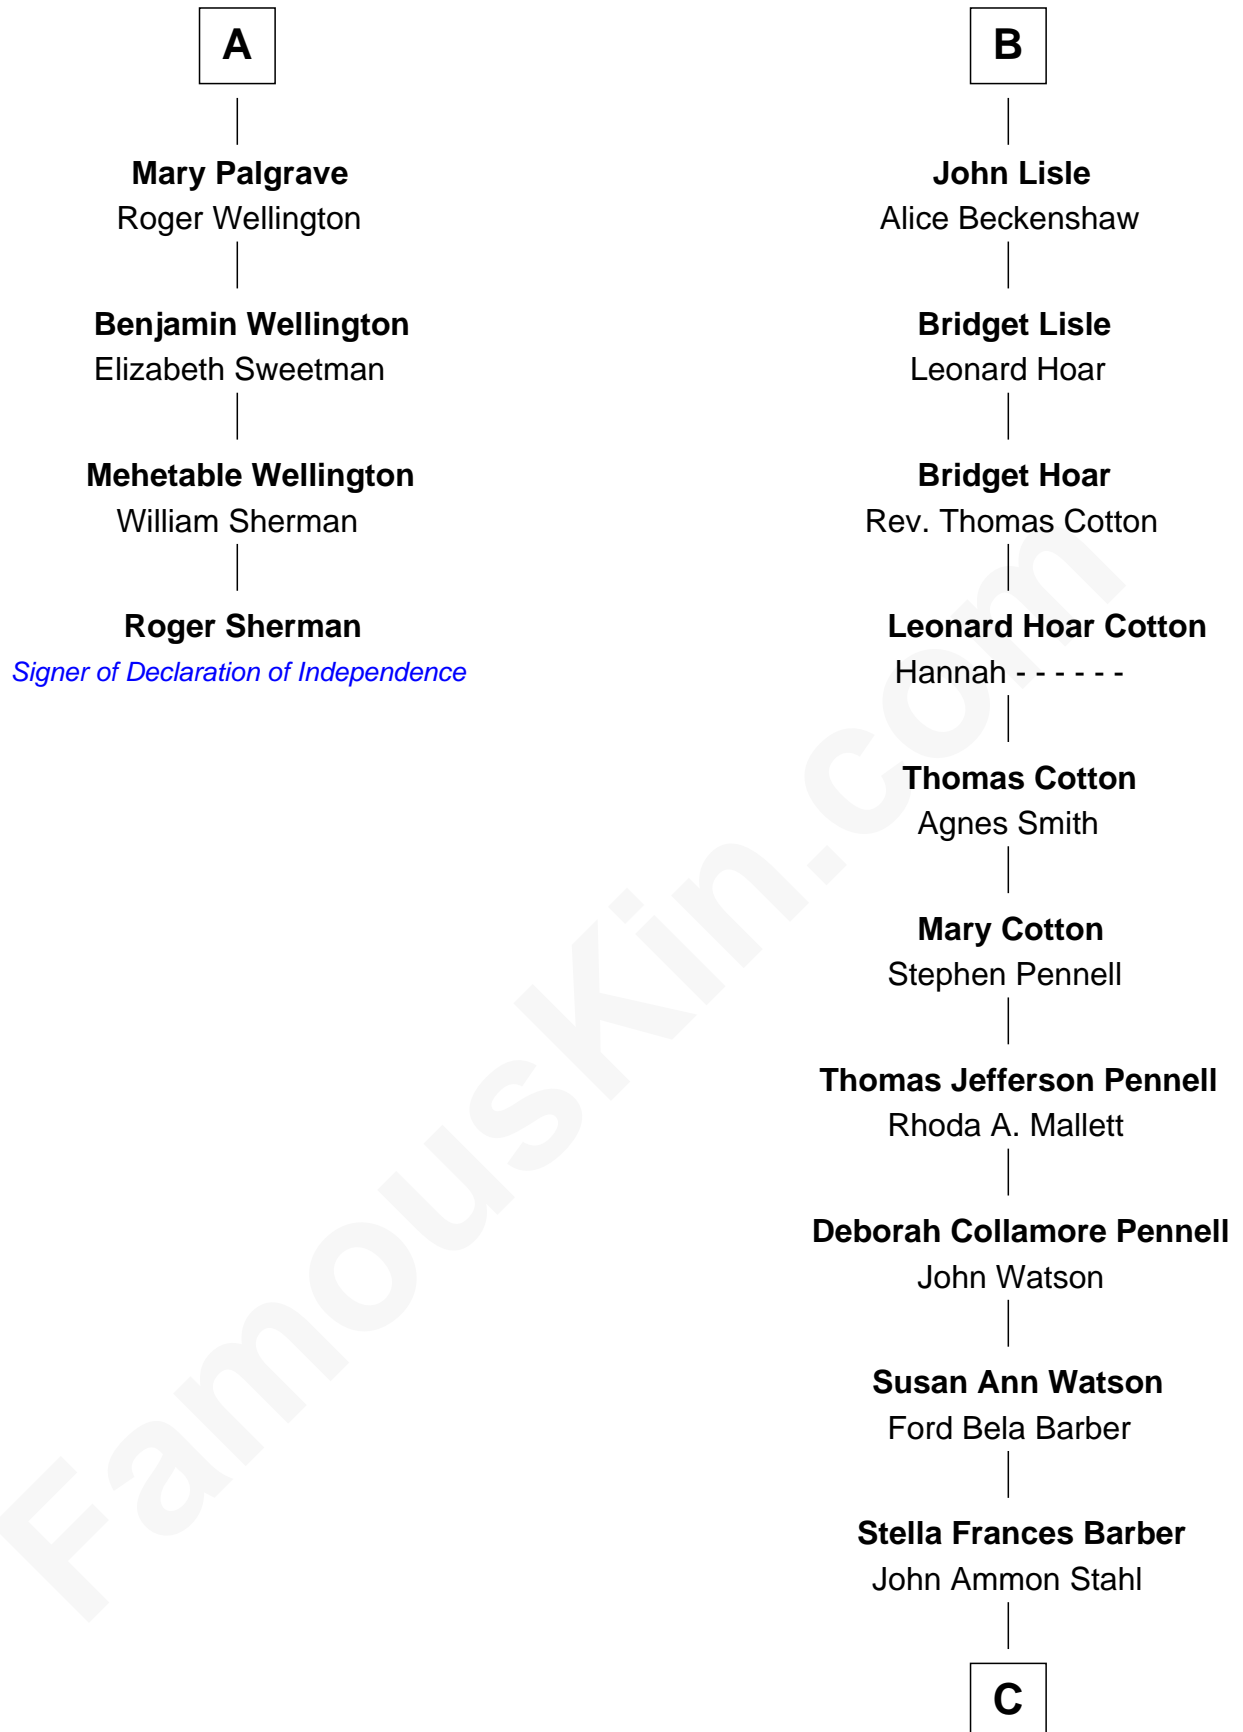 A
Mary Palgrave
Roger Wellington
Benjamin Wellington
Elizabeth Sweetman
Mehetable Wellington
William Sherman
Roger Sherman
Signer of Declaration of Independence
B
John Lisle
Alice Beckenshaw
Bridget Lisle
Leonard Hoar
Bridget Hoar
Rev. Thomas Cotton
Leonard Hoar Cotton
Hannah - - - - - -
Thomas Cotton
Agnes Smith
Mary Cotton
Stephen Pennell
Thomas Jefferson Pennell
Rhoda A. Mallett
Deborah Collamore Pennell
John Watson
Susan Ann Watson
Ford Bela Barber
Stella Frances Barber
John Ammon Stahl
C
FamousKin.com